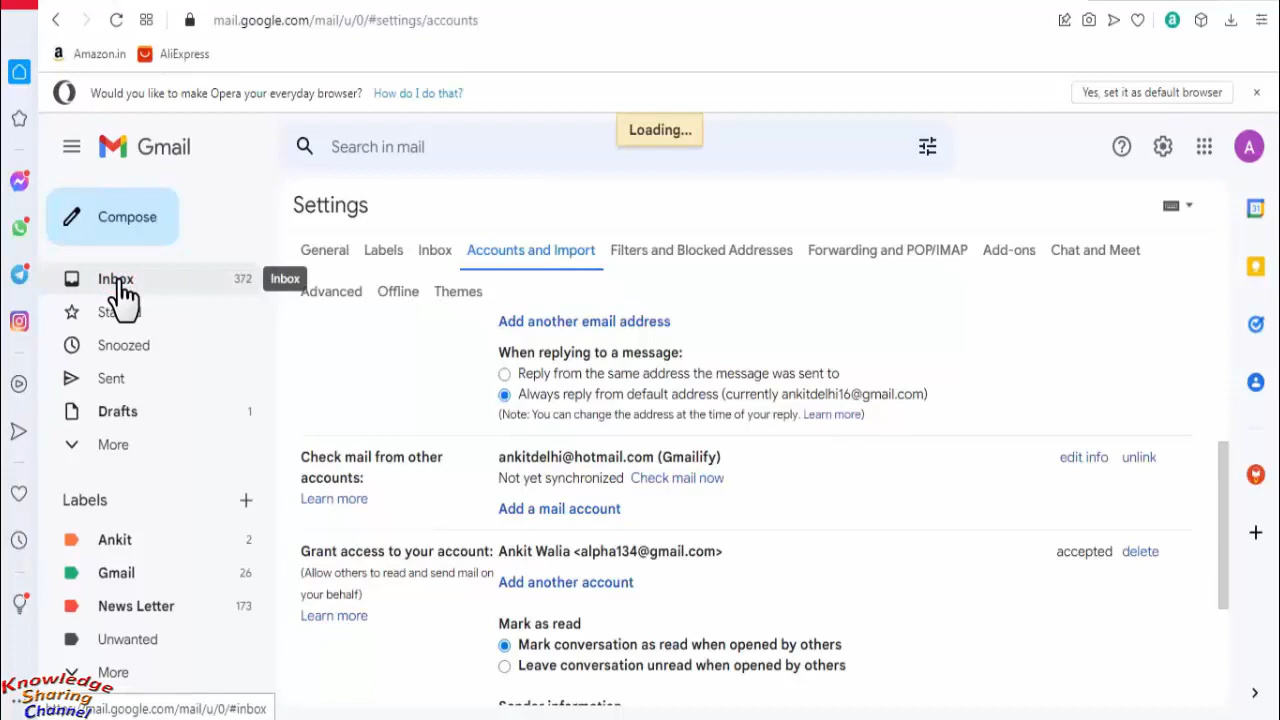 mail.google.com/mail/u/0/#settings/accounts
Amazon.in AliExpress
Would you like to make Opera your everyday browser? How do I do that? Yes, set it as default browser
Loading...
Gmail
Search in mail
A
Compose
Settings
General Labels Inbox Accounts and Import Filters and Blocked Addresses Forwarding and POP/IMAP Add-ons Chat and Meet
Advanced Offline Themes
Inbox 372
Inbox
Snoozed
Sent
Drafts 1
More
Labels
Ankit 2
Gmail 26
News Letter 173
Unwanted
More
Add another email address
When replying to a message:
Reply from the same address the message was sent to
Always reply from default address (currently ankitdelhi16@gmail.com)
(Note: You can change the address at the time of your reply. Learn more)
Check mail from other accounts:
Learn more
ankitdelhi@hotmail.com (Gmailify) edit info unlink
Not yet synchronized Check mail now
Add a mail account
Grant access to your account:
(Allow others to read and send mail on
your behalf)
Learn more
Ankit Walia <alpha134@gmail.com> accepted delete
Add another account
Mark as read
Mark conversation as read when opened by others
Leave conversation unread when opened by others
Sender information
31
Knowledge
Sharing
Channel
mail.google.com/mail/u/0/#inbox